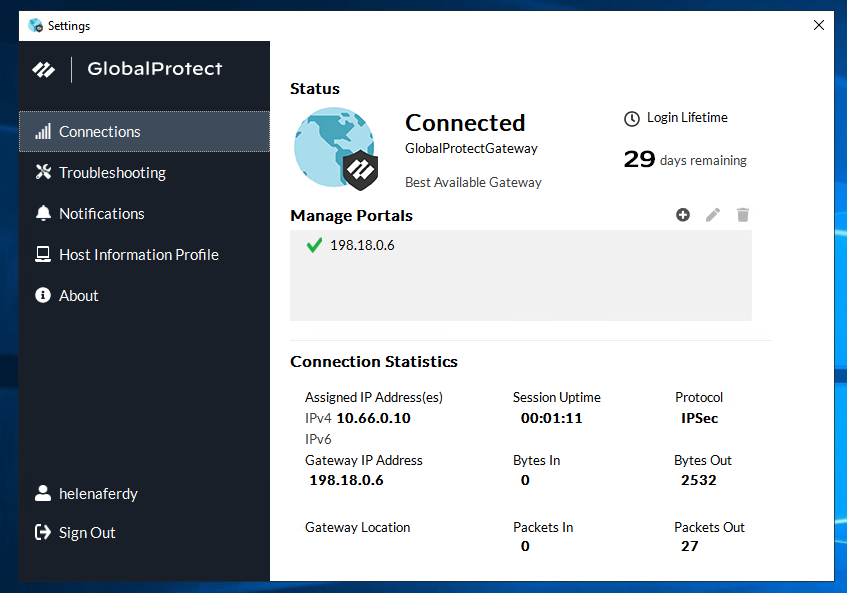 Settings
GlobalProtect
Connections
Troubleshooting
Notifications
Host Information Profile
About
helenaferdy
Sign Out
Status
Connected
GlobalProtectGateway
Best Available Gateway
Login Lifetime
29 days remaining
Manage Portals
198.18.0.6
Connection Statistics
Assigned IP Address(es) Session Uptime Protocol
IPv4 10.66.0.10 00:01:11 IPSec
IPv6
Gateway IP Address Bytes In Bytes Out
198.18.0.6 0 2532
Gateway Location Packets In Packets Out
0 27